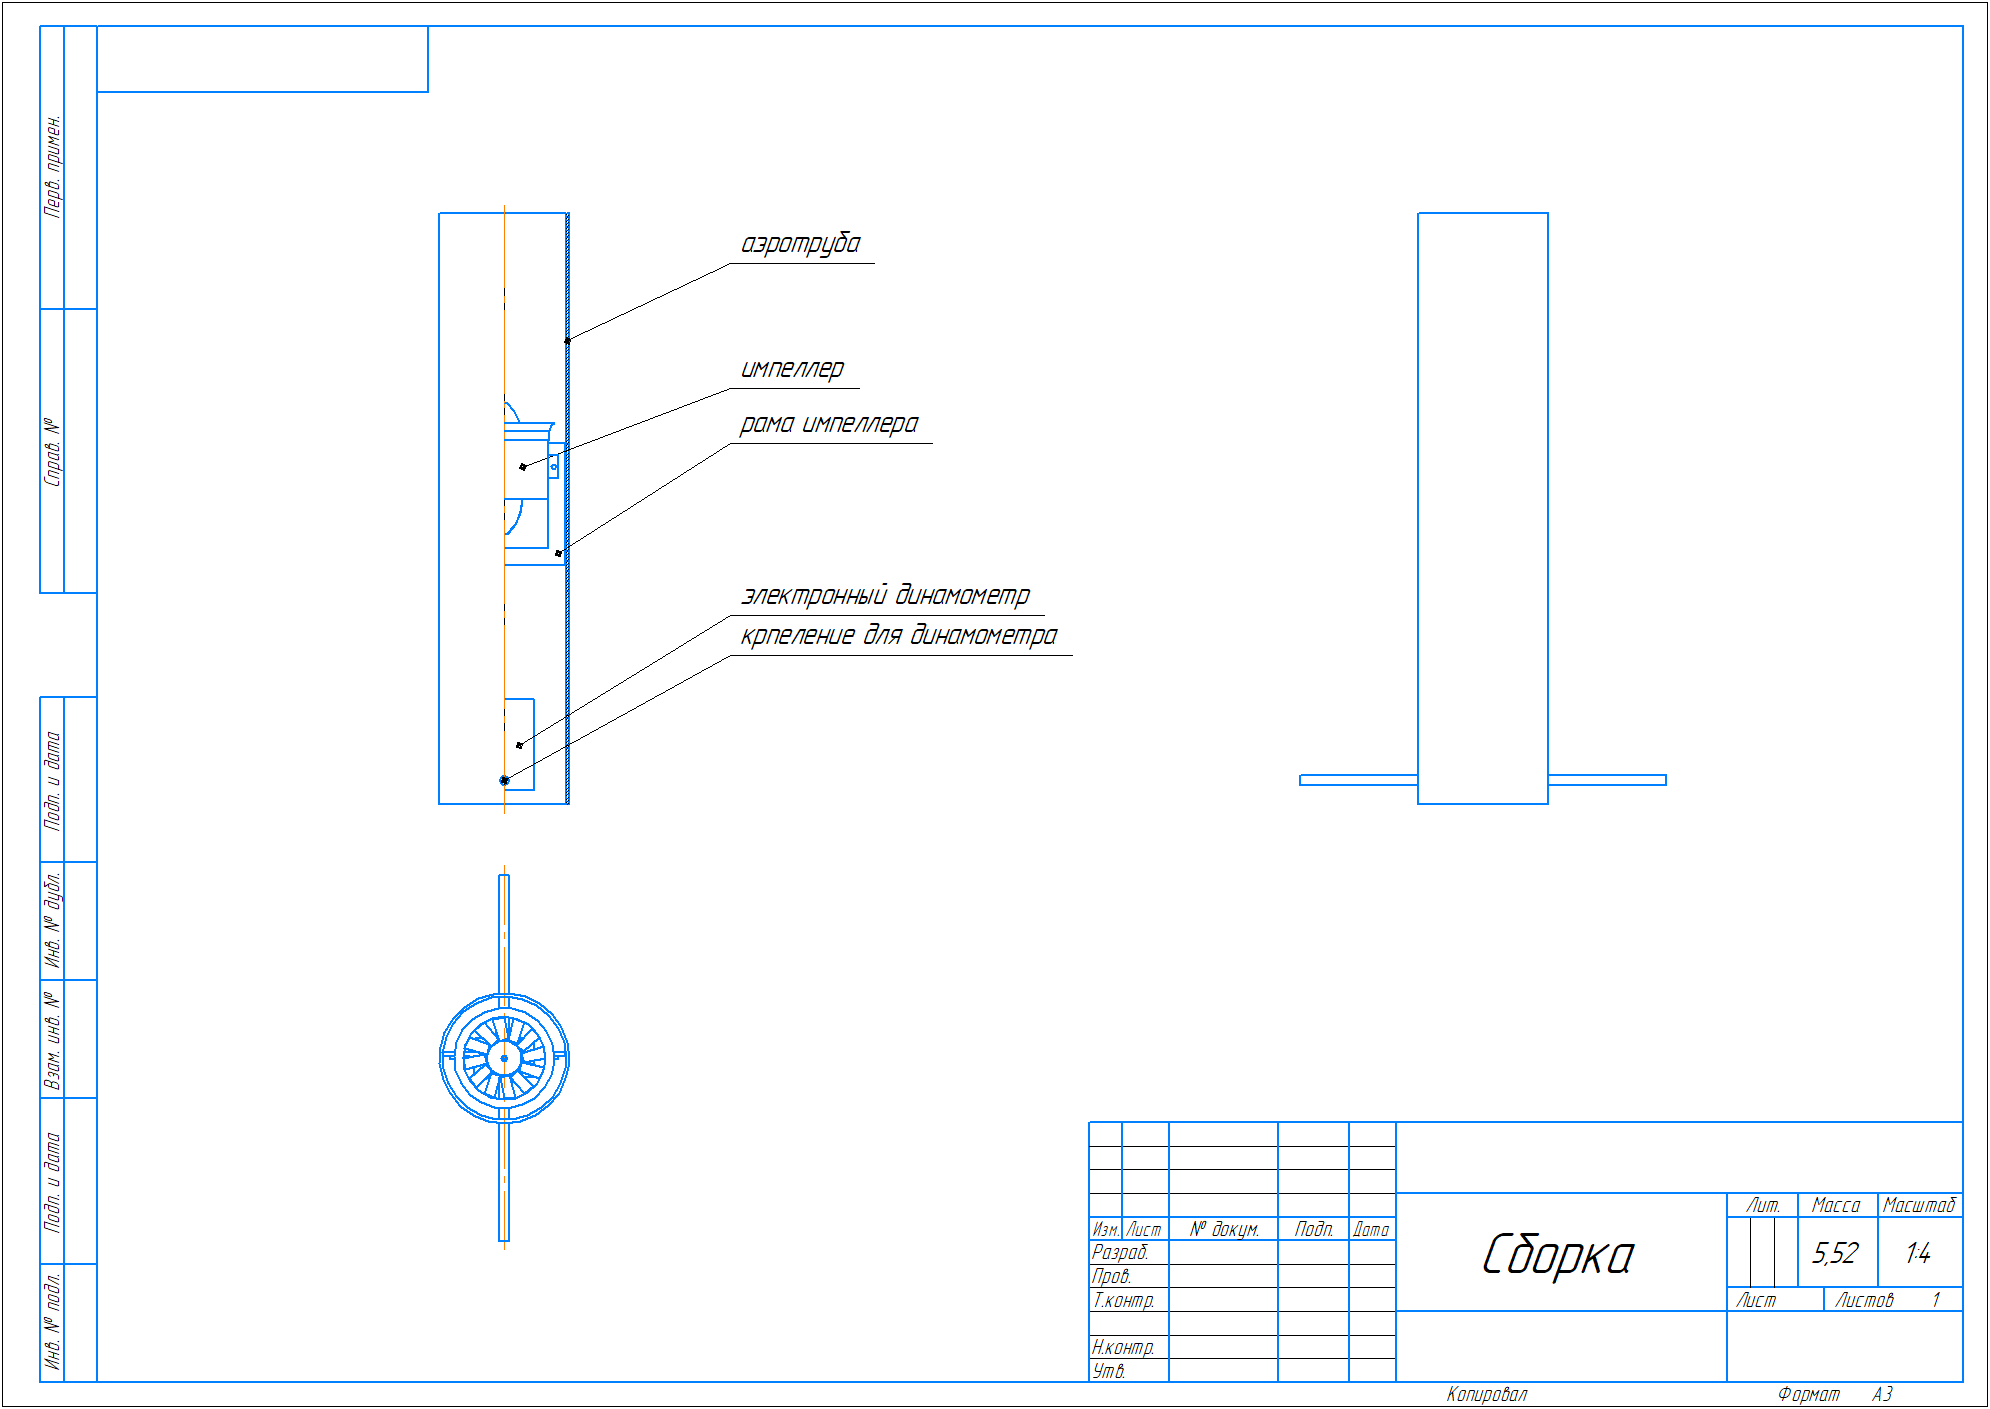 Перв. примен.
Справ. №
Подп. и дата
Инв. № дубл.
Взам. инв. №
Подп. и дата
Инв. № подл.
аэротруба
импеллер
рама импеллера
электронный динамометр
крпеление для динамометра
Изм. Лист № докум. Подп. Дата
Разраб.
Пров.
Т.контр.
Н.контр.
Утв.
Сборка
Лит. Масса Масштаб
5,52 1:4
Лист Листов 1
Копировал Формат А3